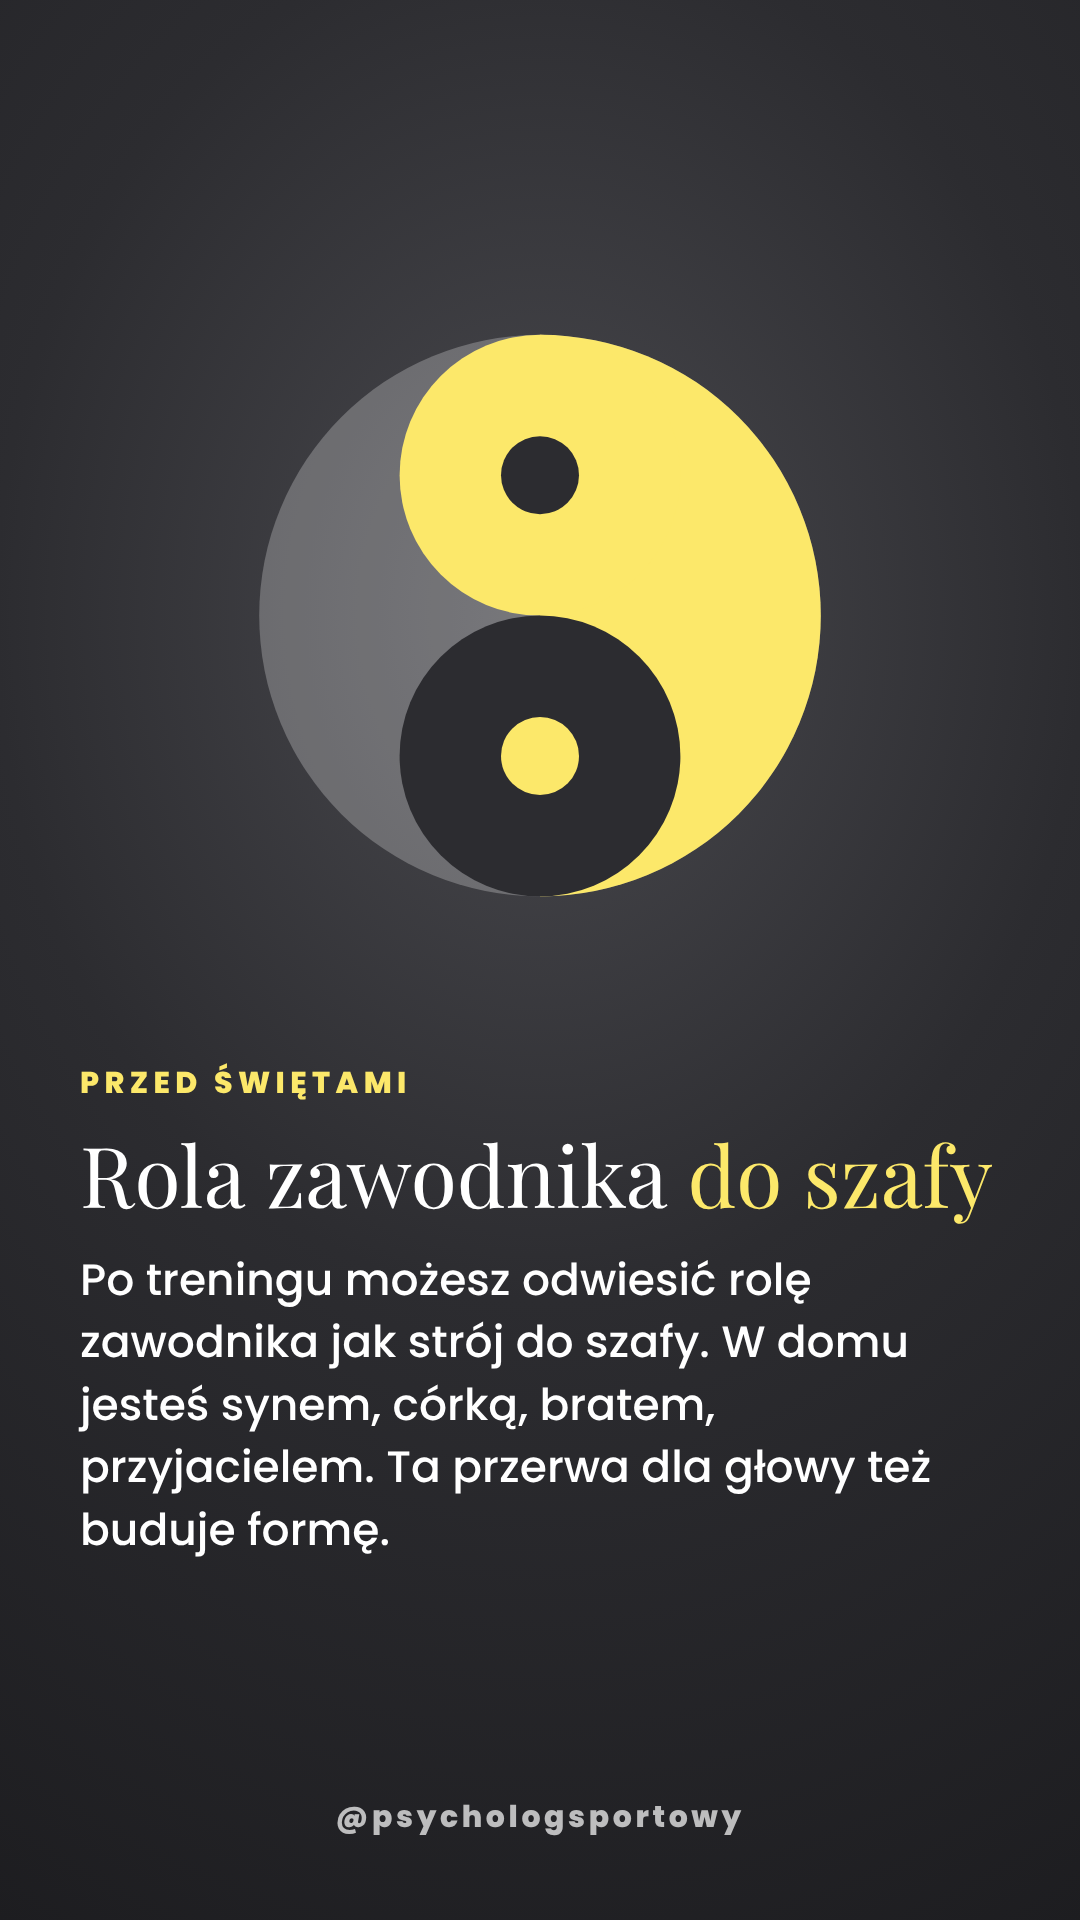 PRZED ŚWIĘTAMI
Rola zawodnika do szafy
Po treningu możesz odwiesić rolę
zawodnika jak strój do szafy. W domu
jesteś synem, córką, bratem,
przyjacielem. Ta przerwa dla głowy też
buduje formę.
@psychologsportowy